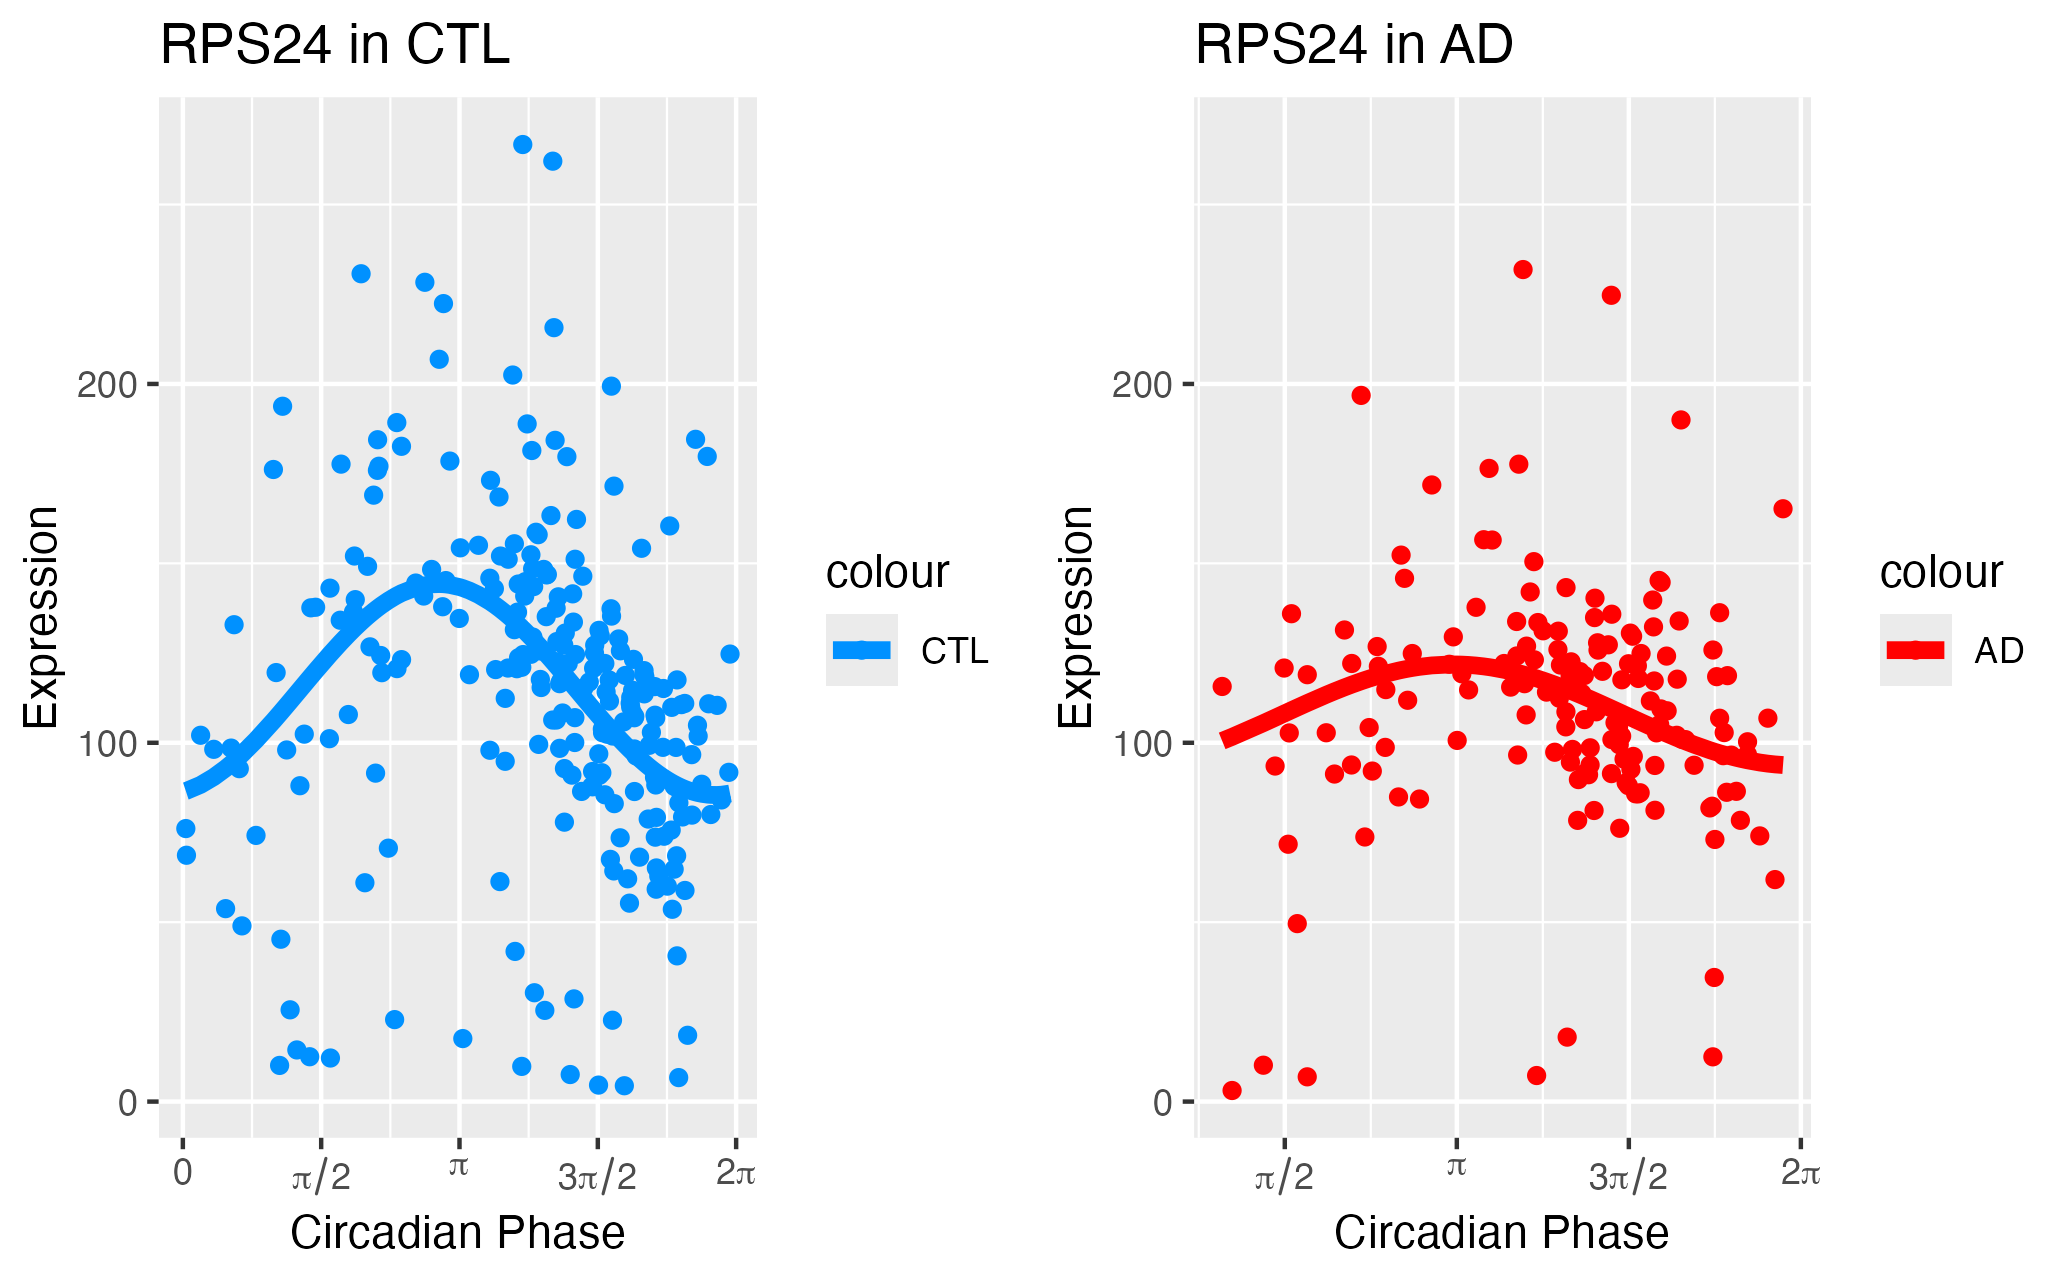 RPS24 in CTL
Expression
200
100
0
0
π/2
π
3π/2
2π
Circadian Phase
colour
CTL
RPS24 in AD
Expression
200
100
0
π/2
π
3π/2
2π
Circadian Phase
colour
AD